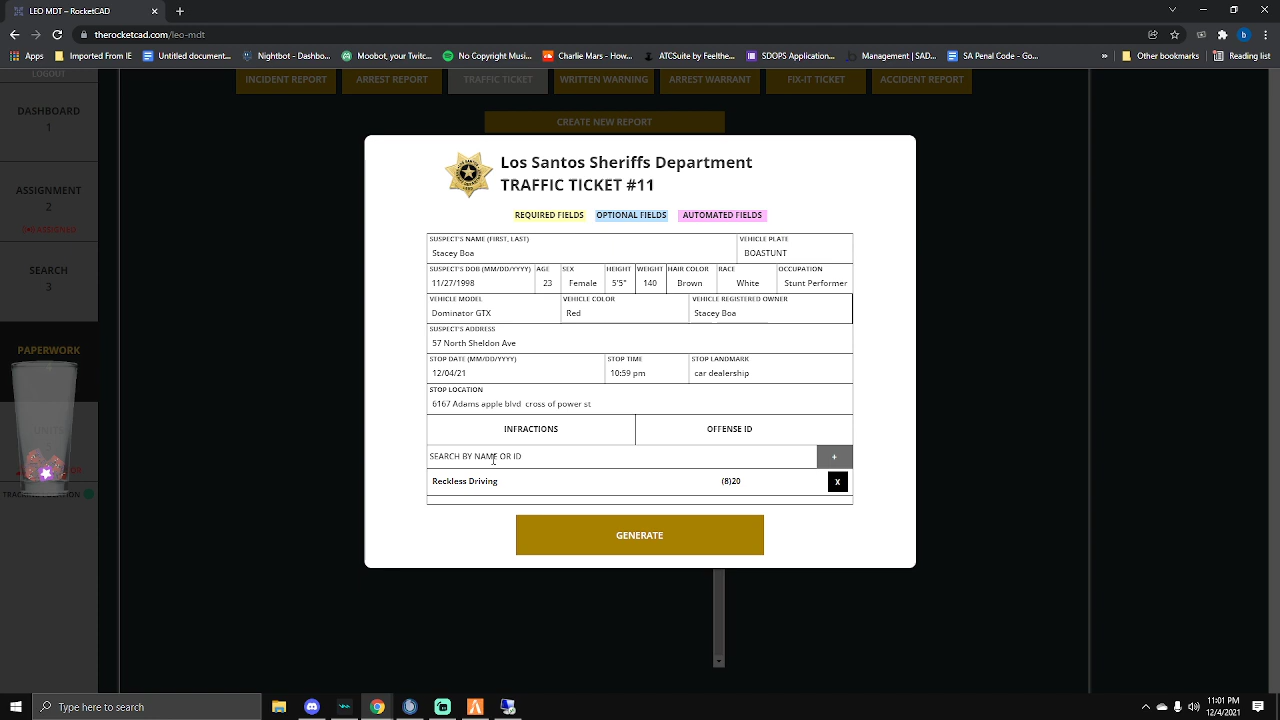 LEO MDT
theorderrpcad.com/leo-mdt
Apps
Imported From IE
Untitled document...
Nightline - Danbo...
Moobot, your Twit...
No Copyright Musi...
Charlie Mars - How...
ATCSuite by Feelthe...
SDOPS Applicatio...
Management | SAD...
SA Penal Code - Go...
»
Other bookmarks
Reading list
LOGOUT
INCIDENT REPORT
ARREST REPORT
TRAFFIC TICKET
WRITTEN WARNING
ARREST WARRANT
FIX-IT TICKET
ACCIDENT REPORT
CREATE NEW REPORT
DASHBOARD
1
ASSIGNMENT
2
SEARCH
3
PAPERWORK
Los Santos Sheriffs Department
TRAFFIC TICKET #11
REQUIRED FIELDS OPTIONAL FIELDS AUTOMATED FIELDS
SUSPECT'S NAME (FIRST, LAST) VEHICLE PLATE
Stacey Boa BOASTUNT
SUSPECT'S DOB (MM/DD/YYYY) AGE SEX HEIGHT WEIGHT HAIR COLOR RACE OCCUPATION
11/27/1998 23 Female 5'5" 140 Brown White Stunt Performer
VEHICLE MODEL VEHICLE COLOR VEHICLE REGISTERED OWNER
Dominator GTX Red Stacey Boa
SUSPECT'S ADDRESS
57 North Sheldon Ave
STOP DATE (MM/DD/YYYY) STOP TIME STOP LANDMARK
12/04/21 10:59 pm car dealership
STOP LOCATION
6167 Adams apple blvd cross of power st
INFRACTIONS OFFENSE ID
SEARCH BY NAME OR ID +
Reckless Driving (8)20 X
GENERATE
Type here to search
11:01 PM
12/4/2021